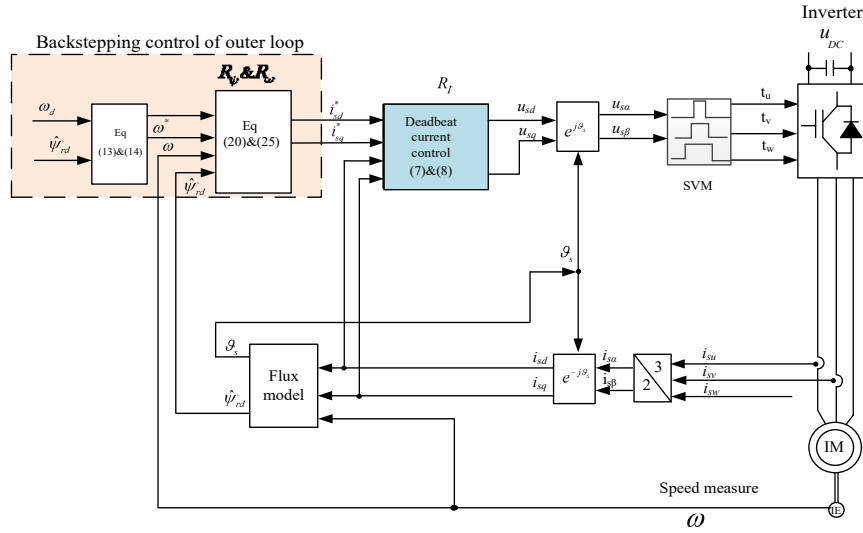 Inverter
u_DC
Backstepping control of outer loop
R_ψ & R_ω
R_I
ω_d
ψ̂_rd
Eq
(13)&(14)
ω*
ω
ψ̂_rd
Eq
(20)&(25)
i*_sd
i*_sq
Deadbeat
current
control
(7)&(8)
u_sd
u_sq
e^{jϑ_s}
u_sα
u_sβ
SVM
t_u
t_v
t_w
ϑ_s
ϑ_s
ψ̂_rd
Flux
model
i_sd
i_sq
e^{-jϑ_s}
i_sα
i_sβ
3
2
i_su
i_sv
i_sw
IM
IE
Speed measure
ω